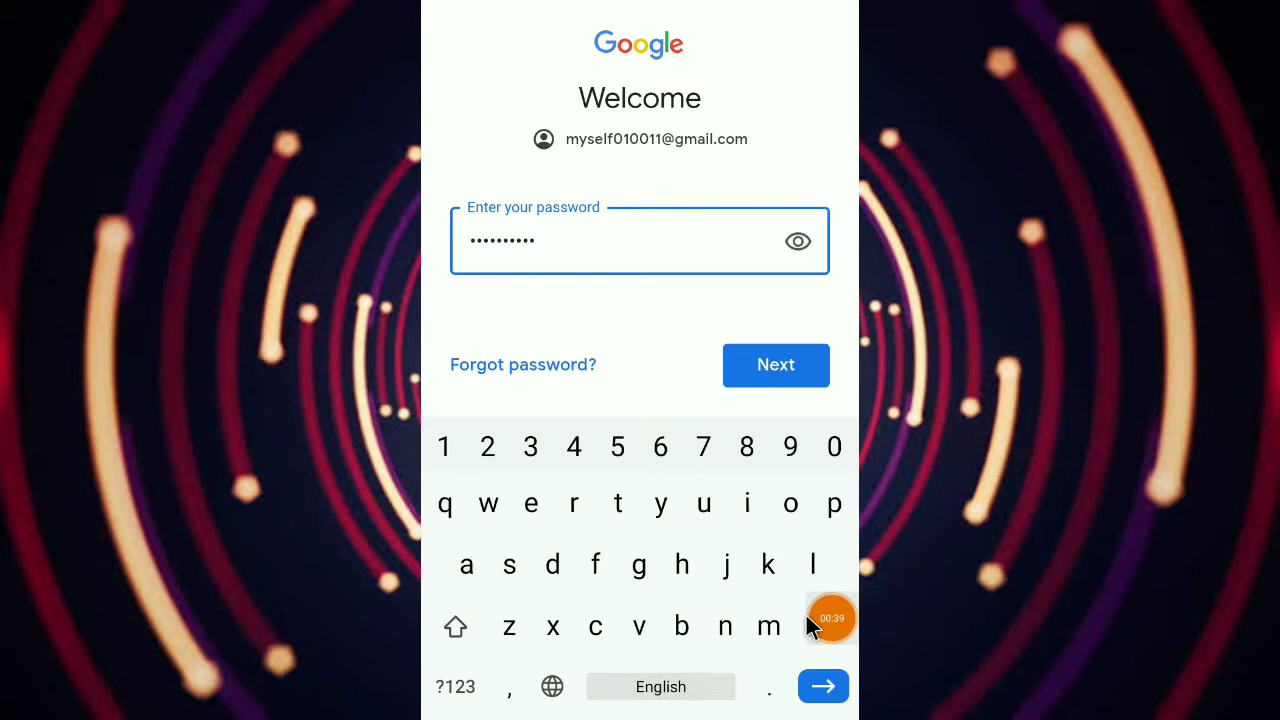 Google
Welcome
myself010011@gmail.com
Enter your password
••••••••••
Forgot password?
Next
1 2 3 4 5 6 7 8 9 0
q w e r t y u i o p
a s d f g h j k l
z x c v b n m
00:39
?123 , English .